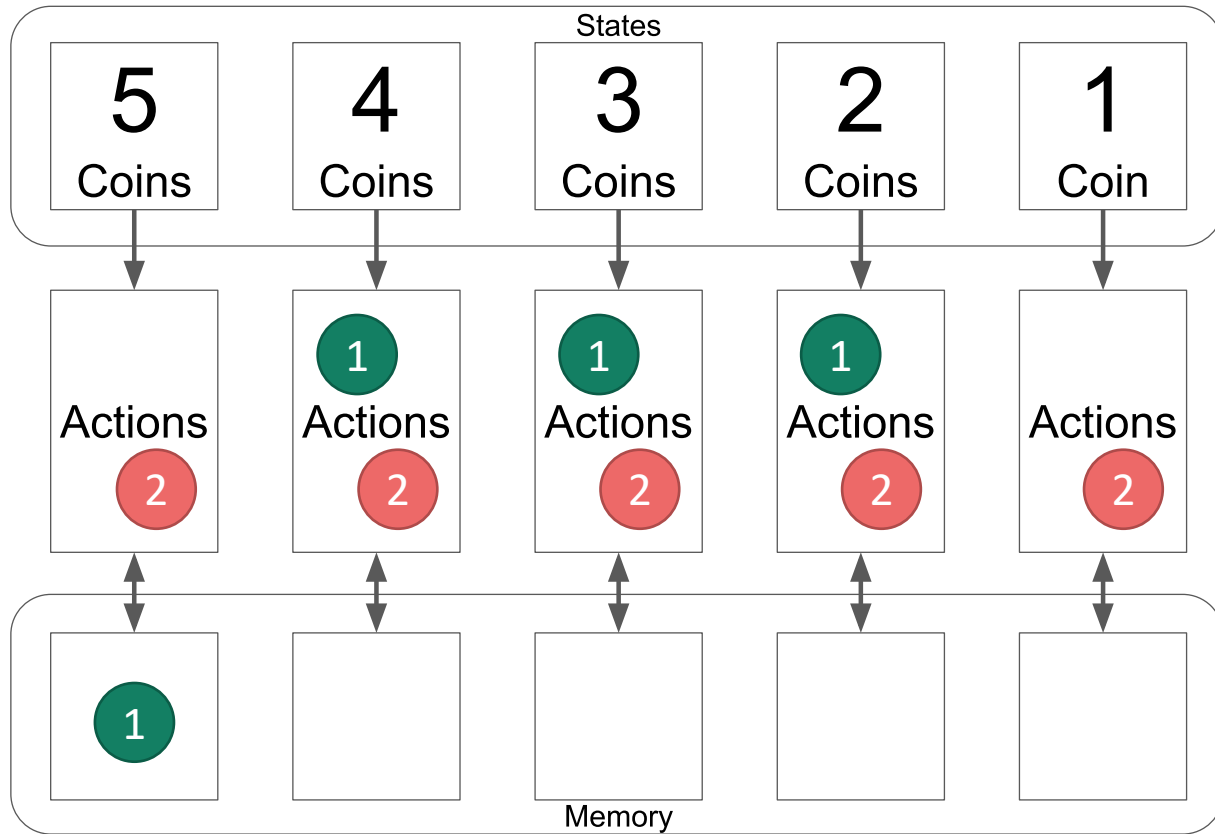 States
5 4 3 2 1
Coins Coins Coins Coins Coin
1 1 1
Actions Actions Actions Actions Actions
2 2 2 2 2
1
Memory